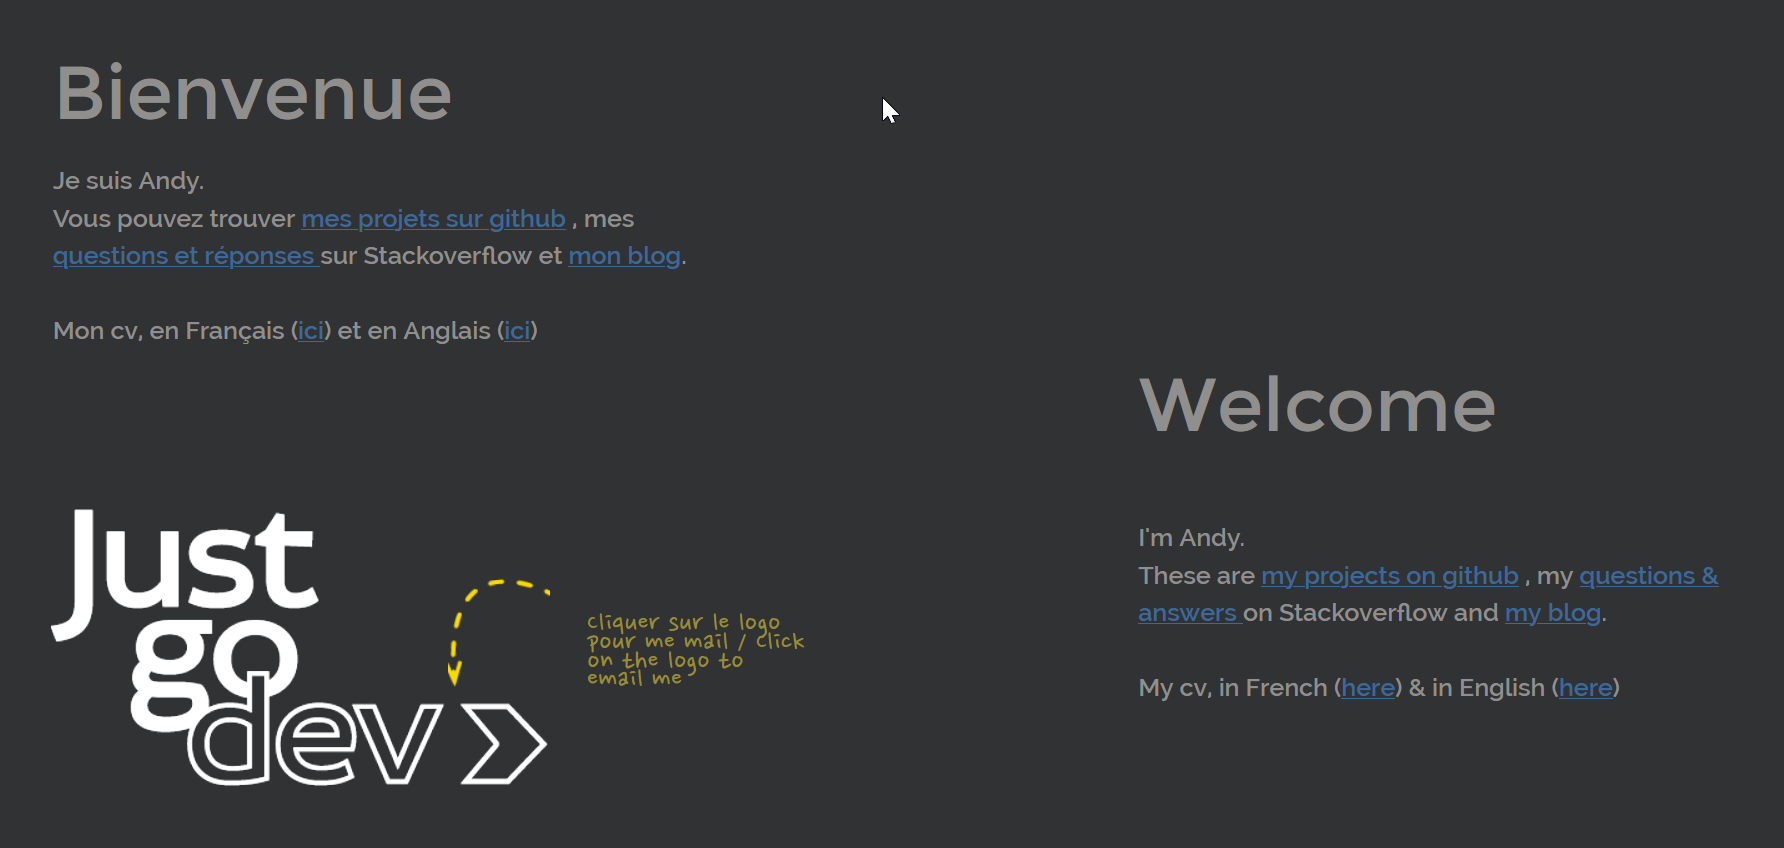 Bienvenue
Je suis Andy.
Vous pouvez trouver mes projets sur github , mes
questions et réponses sur Stackoverflow et mon blog.
Mon cv, en Français (ici) et en Anglais (ici)
Welcome
I'm Andy.
These are my projects on github , my questions &
answers on Stackoverflow and my blog.
My cv, in French (here) & in English (here)
Just
go
dev
cliquer sur le logo
pour me mail / click
on the logo to
email me